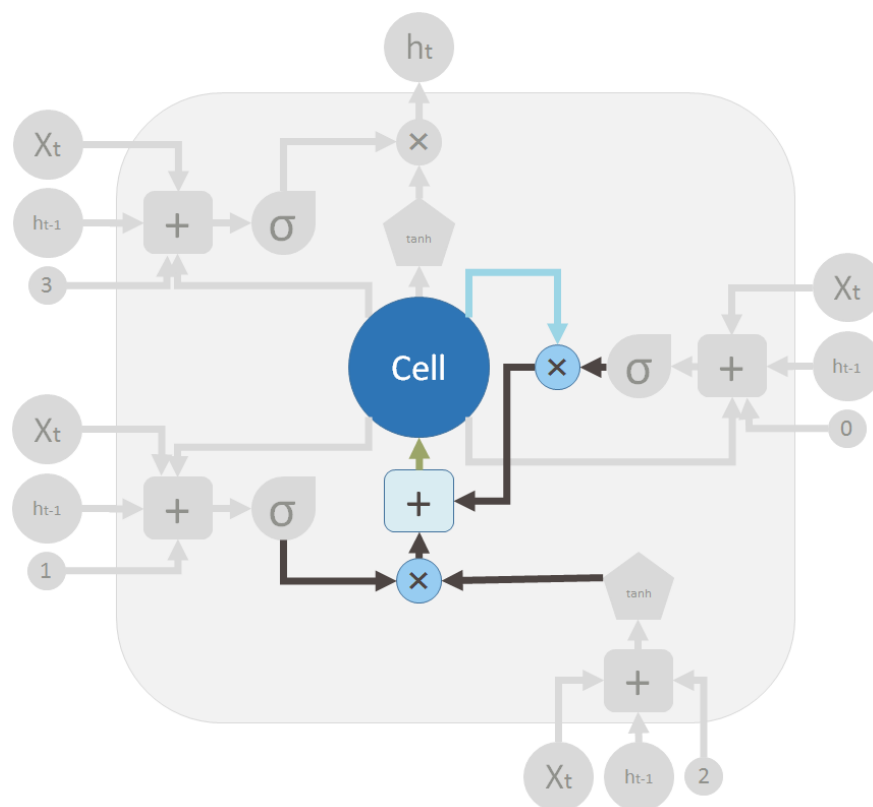 hₜ
×
Xₜ
hₜ₋₁
+
σ
tanh
3
Cell
×
σ
+
Xₜ
hₜ₋₁
0
Xₜ
hₜ₋₁
+
σ
+
1
×
tanh
+
Xₜ
hₜ₋₁
2